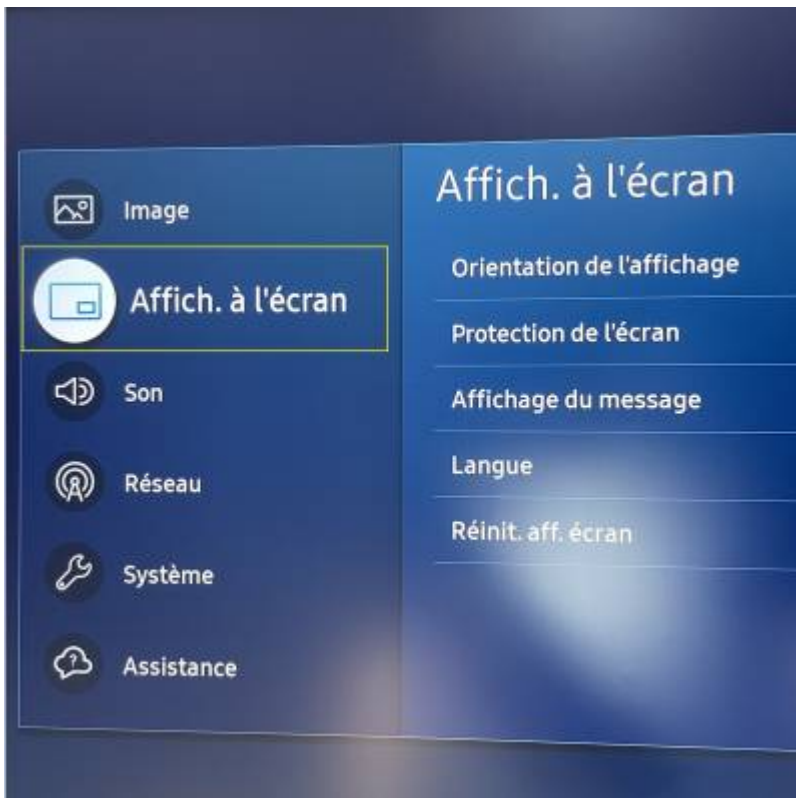 Image
Affich. à l'écran
Son
Réseau
Système
Assistance
Affich. à l'écran
Orientation de l'affichage
Protection de l'écran
Affichage du message
Langue
Réinit. aff. écran